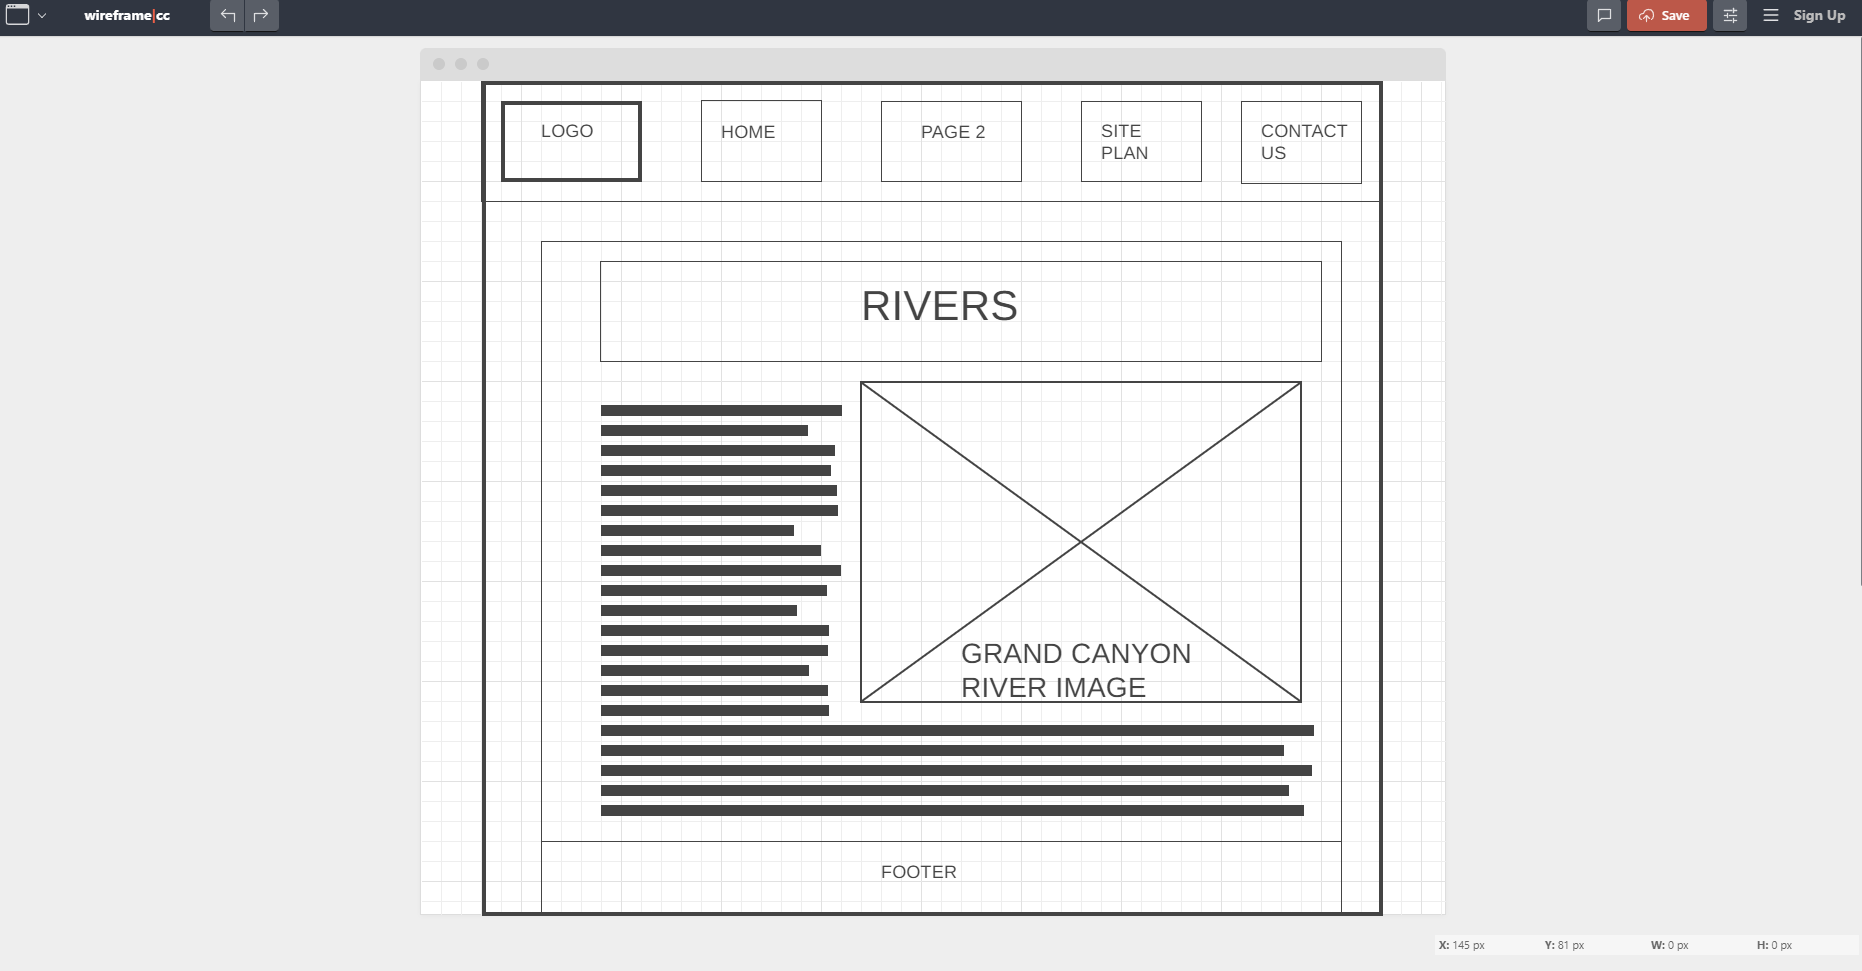 wireframe|cc
Save
Sign Up
LOGO
HOME
PAGE 2
SITE
PLAN
CONTACT
US
RIVERS
GRAND CANYON
RIVER IMAGE
FOOTER
X: 145 px
Y: 81 px
W: 0 px
H: 0 px